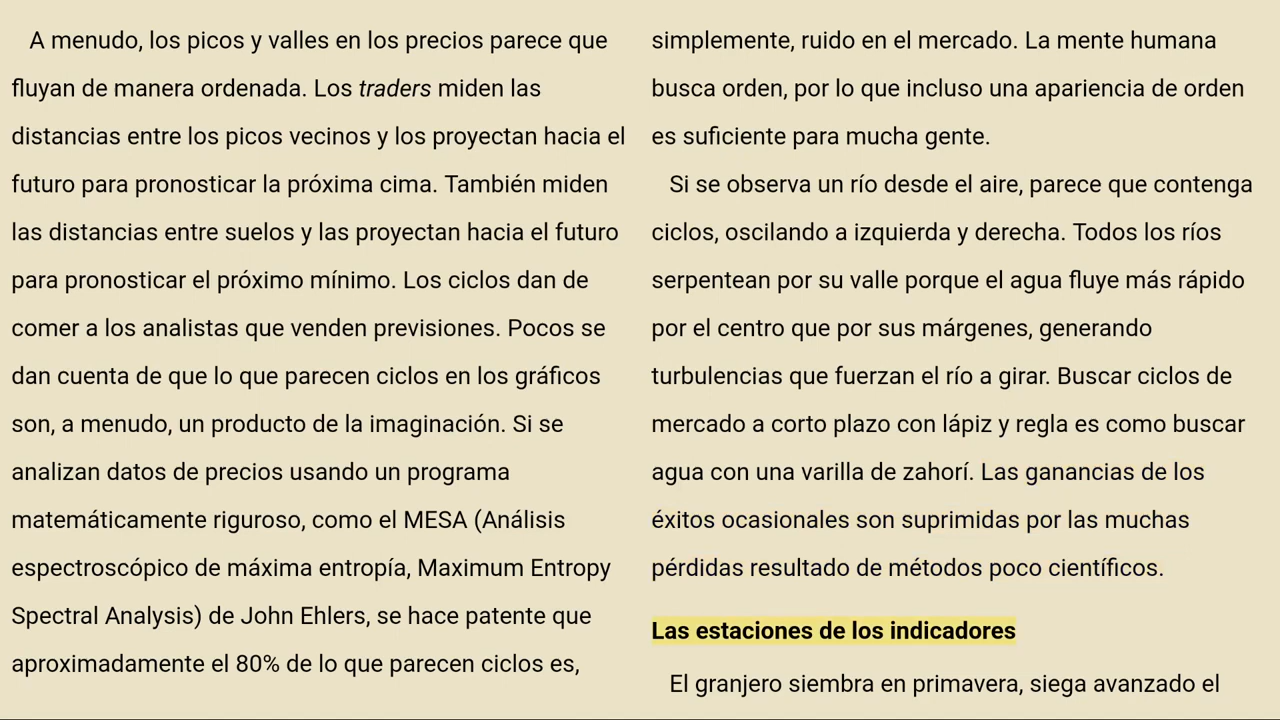 A menudo, los picos y valles en los precios parece que
fluyan de manera ordenada. Los traders miden las
distancias entre los picos vecinos y los proyectan hacia el
futuro para pronosticar la próxima cima. También miden
las distancias entre suelos y las proyectan hacia el futuro
para pronosticar el próximo mínimo. Los ciclos dan de
comer a los analistas que venden previsiones. Pocos se
dan cuenta de que lo que parecen ciclos en los gráficos
son, a menudo, un producto de la imaginación. Si se
analizan datos de precios usando un programa
matemáticamente riguroso, como el MESA (Análisis
espectroscópico de máxima entropía, Maximum Entropy
Spectral Analysis) de John Ehlers, se hace patente que
aproximadamente el 80% de lo que parecen ciclos es,
simplemente, ruido en el mercado. La mente humana
busca orden, por lo que incluso una apariencia de orden
es suficiente para mucha gente.
Si se observa un río desde el aire, parece que contenga
ciclos, oscilando a izquierda y derecha. Todos los ríos
serpentean por su valle porque el agua fluye más rápido
por el centro que por sus márgenes, generando
turbulencias que fuerzan el río a girar. Buscar ciclos de
mercado a corto plazo con lápiz y regla es como buscar
agua con una varilla de zahorí. Las ganancias de los
éxitos ocasionales son suprimidas por las muchas
pérdidas resultado de métodos poco científicos.
Las estaciones de los indicadores
El granjero siembra en primavera, siega avanzado el